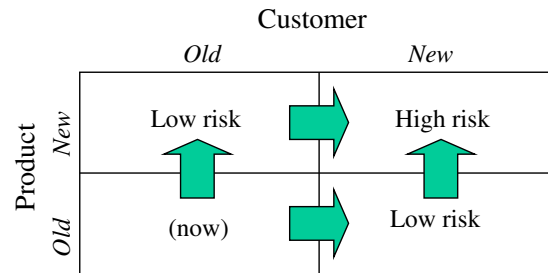 Customer
Old New
Product
New
Low risk High risk
Old
(now) Low risk